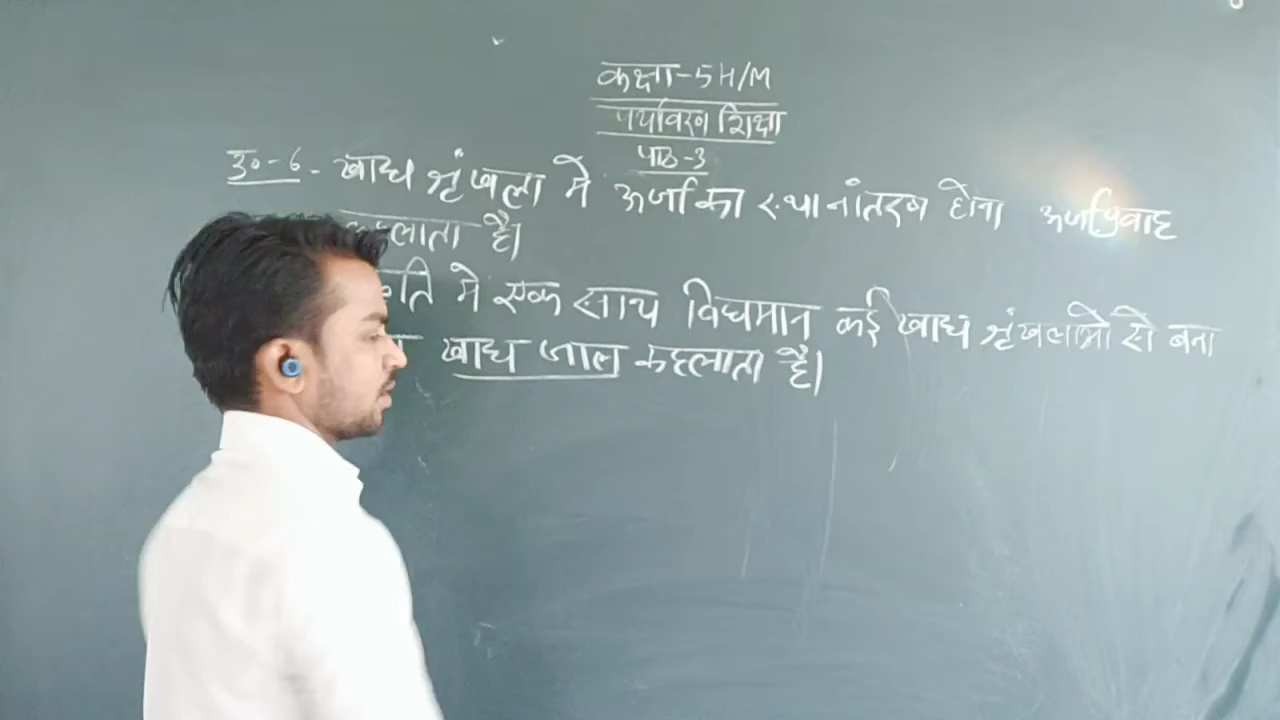 कक्षा-5 H/M
पर्यावरण शिक्षा
पाठ-3
उ०-6. खाद्य शृंखला में ऊर्जा का स्थानांतरण होना ऊर्जा प्रवाह
कहलाता है।
में एक साथ विद्यमान कई खाद्य शृंखलाओं से बना
खाद्य जाल कहलाता है।